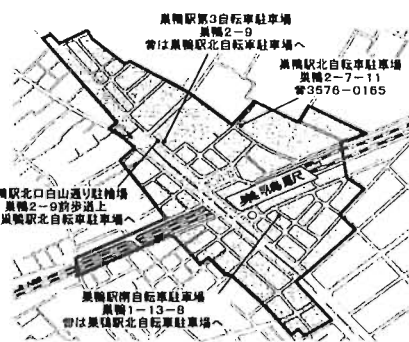 巣鴨駅第3自転車駐車場
巣鴨2-9
☎は巣鴨駅北自転車駐車場へ
巣鴨駅北自転車駐車場
巣鴨2-7-11
☎3576-0165
巣鴨駅
鴨駅北口白山通り駐輪場
巣鴨2-9前歩道上
巣鴨駅北自転車駐車場へ
巣鴨駅南自転車駐車場
巣鴨1-13-8
☎は巣鴨駅北自転車駐車場へ